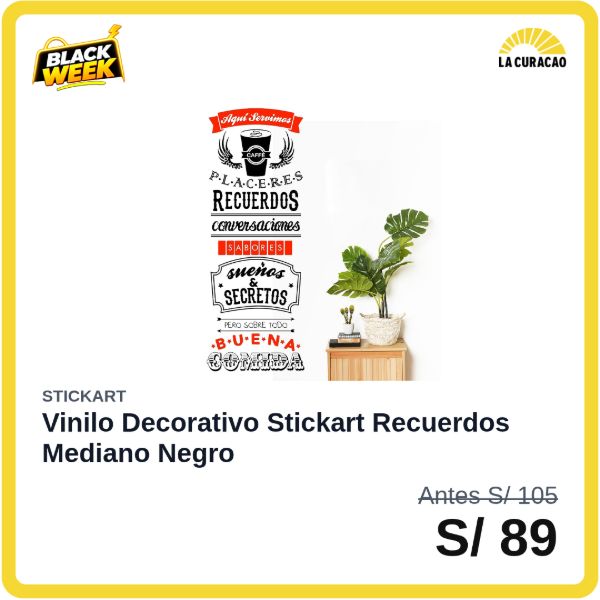 BLACK
WEEK
LA CURACAO
Aquí Servimos
CAFFÉ
P·L·A·C·E·R·E·S
RECUERDOS
conversaciones
SABORES
sueños
&
SECRETOS
PERO SOBRE TODO
B·U·E·N·A
COMIDA
STICKART
Vinilo Decorativo Stickart Recuerdos
Mediano Negro
Antes S/ 105
S/ 89